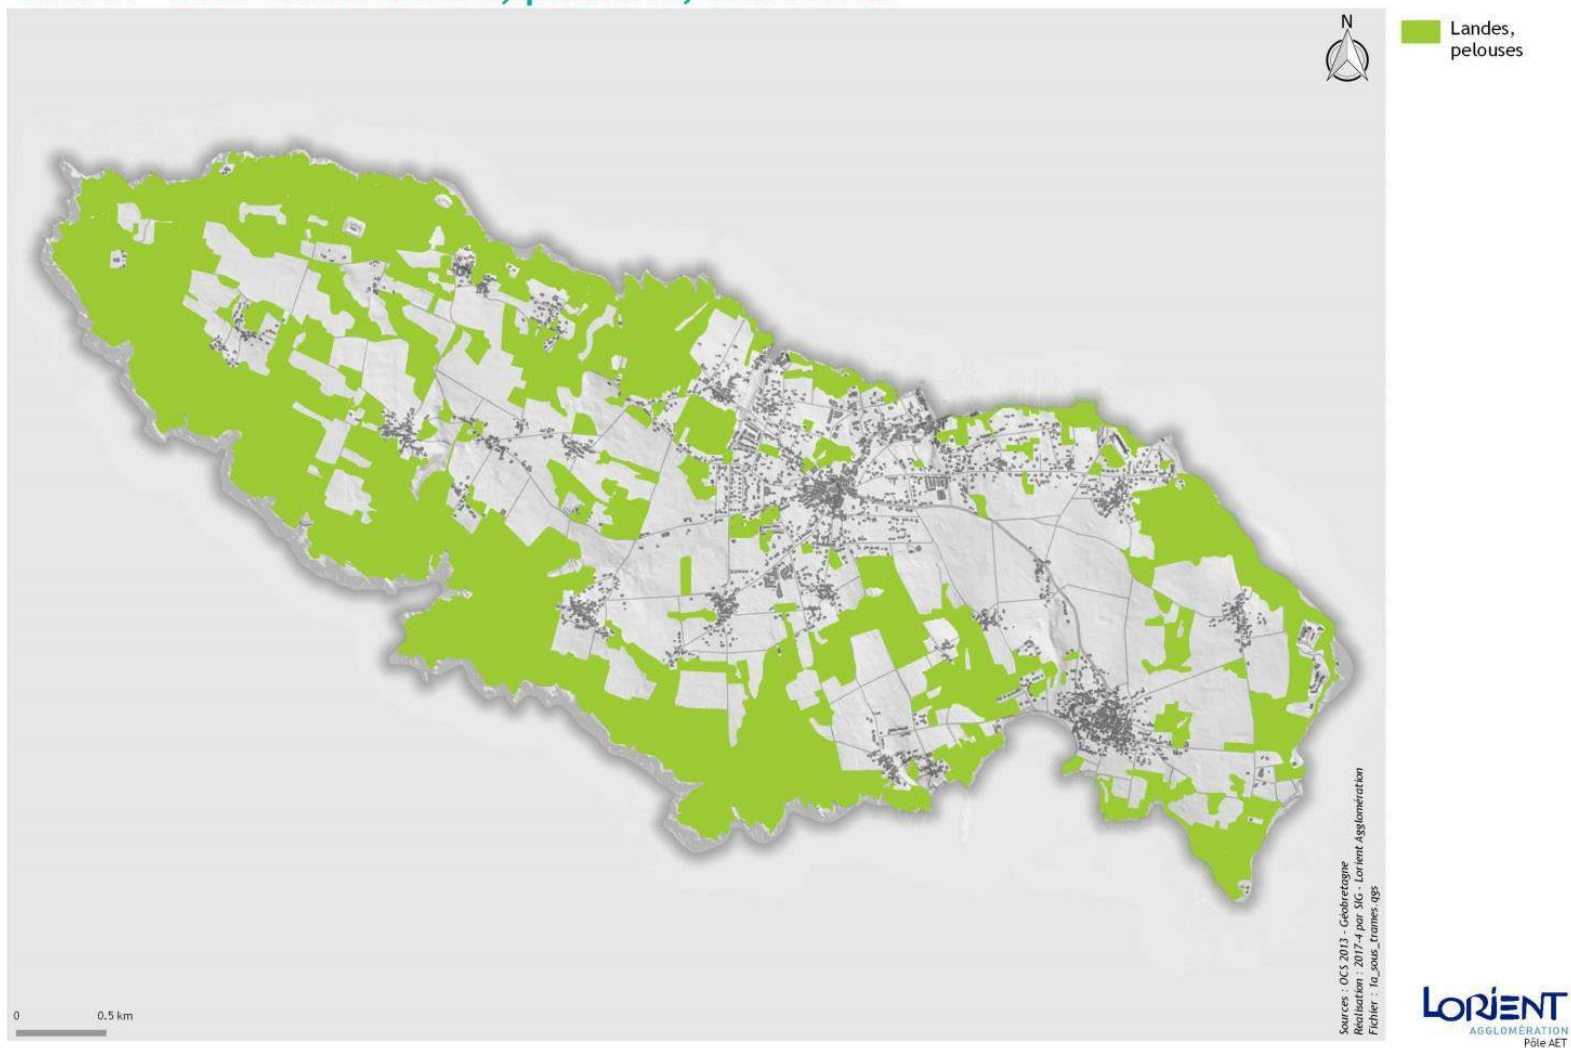 N
Landes,
pelouses
Sources : OCS 2013 - Géobretagne
Réalisation : 2017-4 par SIG - Lorient Agglomération
Fichier : 1a_sous_trames.qgs
0 0.5 km
LORIENT
AGGLOMÉRATION
Pôle AET